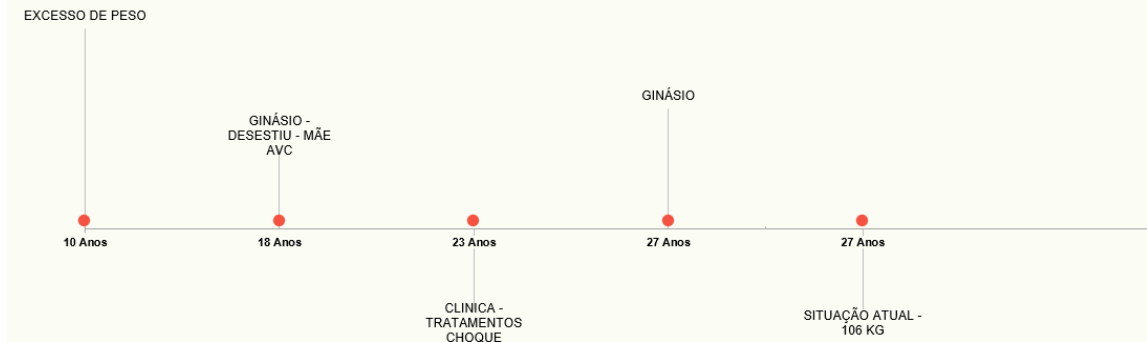 EXCESSO DE PESO
GINÁSIO -
DESESTIU - MÃE
AVC
GINÁSIO
10 Anos
18 Anos
23 Anos
27 Anos
27 Anos
CLINICA -
TRATAMENTOS
CHOQUE
SITUAÇÃO ATUAL -
106 KG